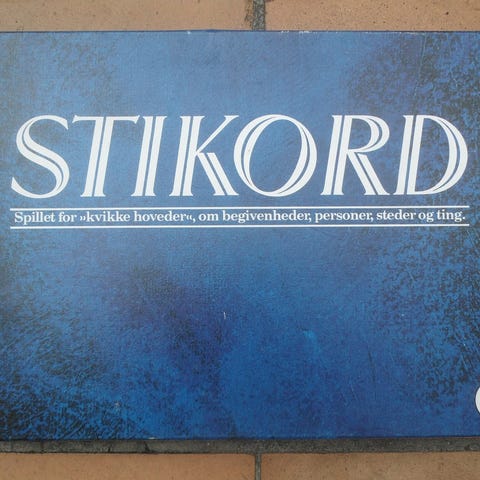 STIKORD
Spillet for »kvikke hoveder«, om begivenheder, personer, steder og ting.